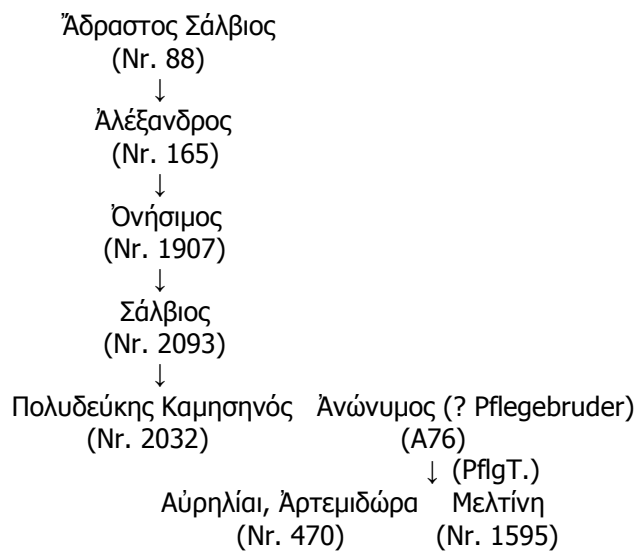 Ἄδραστος Σάλβιος
(Nr. 88)
↓
Ἀλέξανδρος
(Nr. 165)
↓
Ὀνήσιμος
(Nr. 1907)
↓
Σάλβιος
(Nr. 2093)
↓
Πολυδεύκης Καμησηνός Ἀνώνυμος (? Pflegebruder)
(Nr. 2032) (A76)
↓ (PflgT.)
Αὐρηλίαι, Ἀρτεμιδώρα Μελτίνη
(Nr. 470) (Nr. 1595)